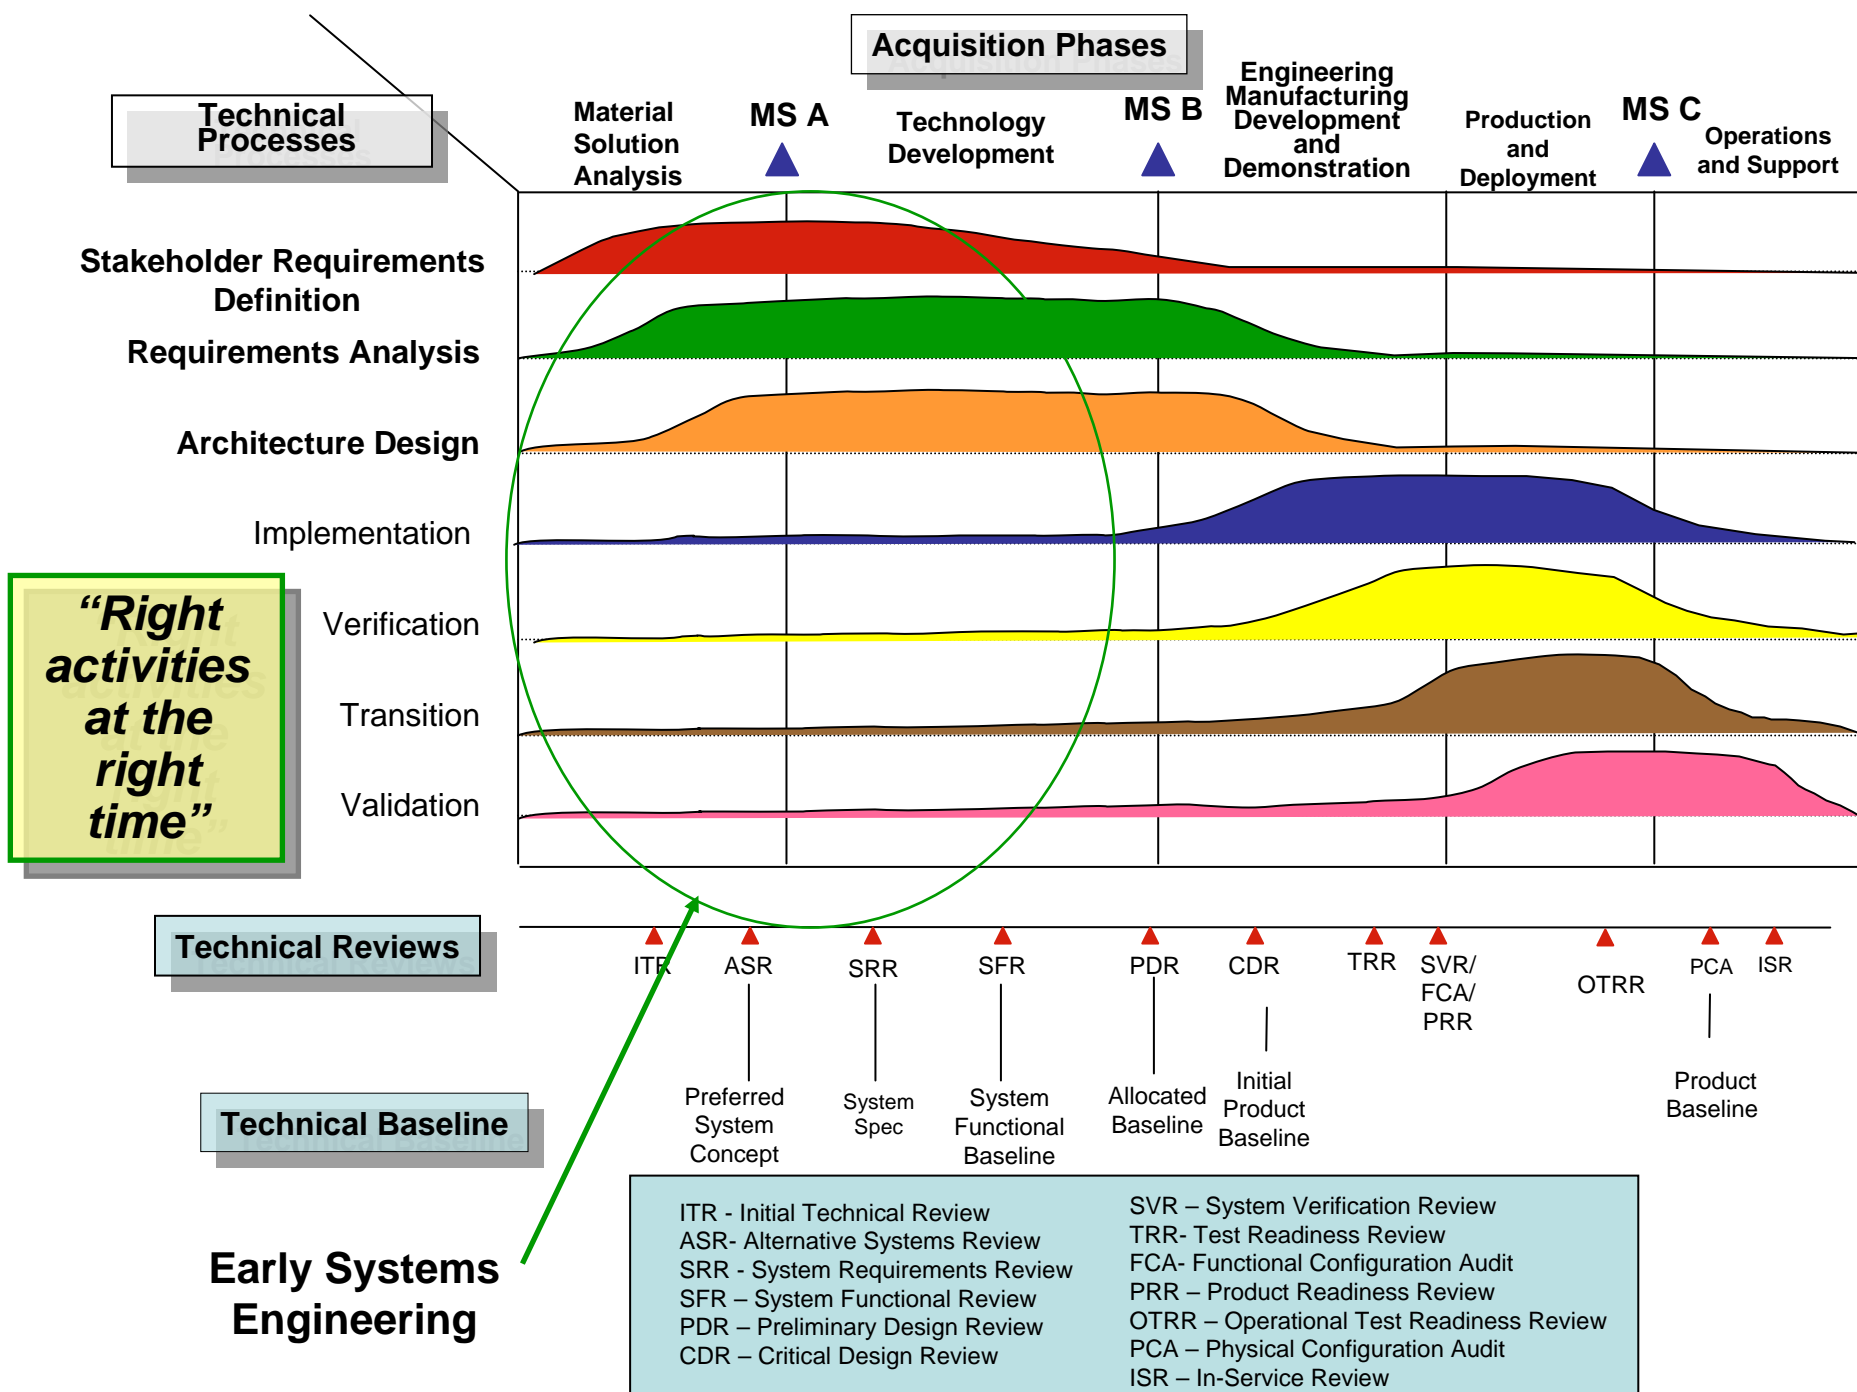 Acquisition Phases
Technical
Processes
Material
Solution
Analysis
MS A
Technology
Development
MS B
Engineering
Manufacturing
Development
and
Demonstration
Production
and
Deployment
MS C
Operations
and Support
Stakeholder Requirements
Definition
Requirements Analysis
Architecture Design
Implementation
Verification
Transition
Validation
“Right
activities
at the
right
time”
Technical Reviews
ITR
ASR
SRR
SFR
PDR
CDR
TRR
SVR/
FCA/
PRR
OTRR
PCA
ISR
Technical Baseline
Preferred
System
Concept
System
Spec
System
Functional
Baseline
Allocated
Baseline
Initial
Product
Baseline
Product
Baseline
Early Systems
Engineering
ITR - Initial Technical Review
ASR- Alternative Systems Review
SRR - System Requirements Review
SFR – System Functional Review
PDR – Preliminary Design Review
CDR – Critical Design Review
SVR – System Verification Review
TRR- Test Readiness Review
FCA- Functional Configuration Audit
PRR – Product Readiness Review
OTRR – Operational Test Readiness Review
PCA – Physical Configuration Audit
ISR – In-Service Review